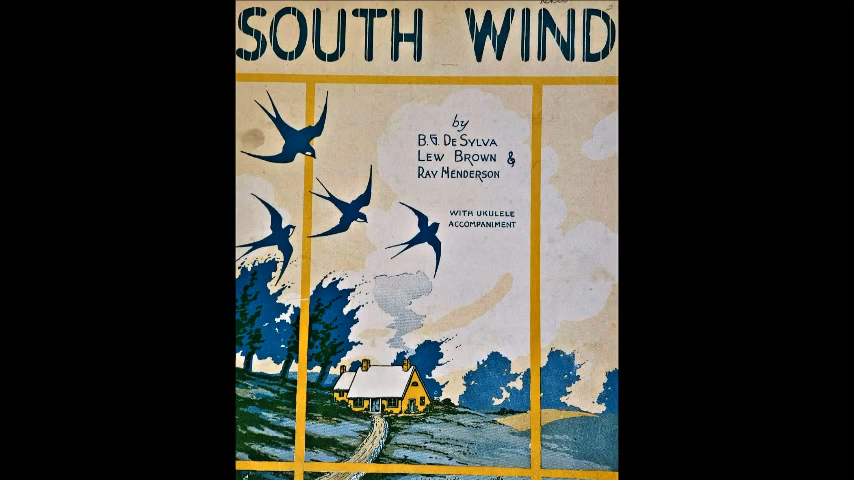 SOUTH WIND
by
B.G. DE SYLVA
LEW BROWN &
RAY HENDERSON
WITH UKULELE
ACCOMPANIMENT